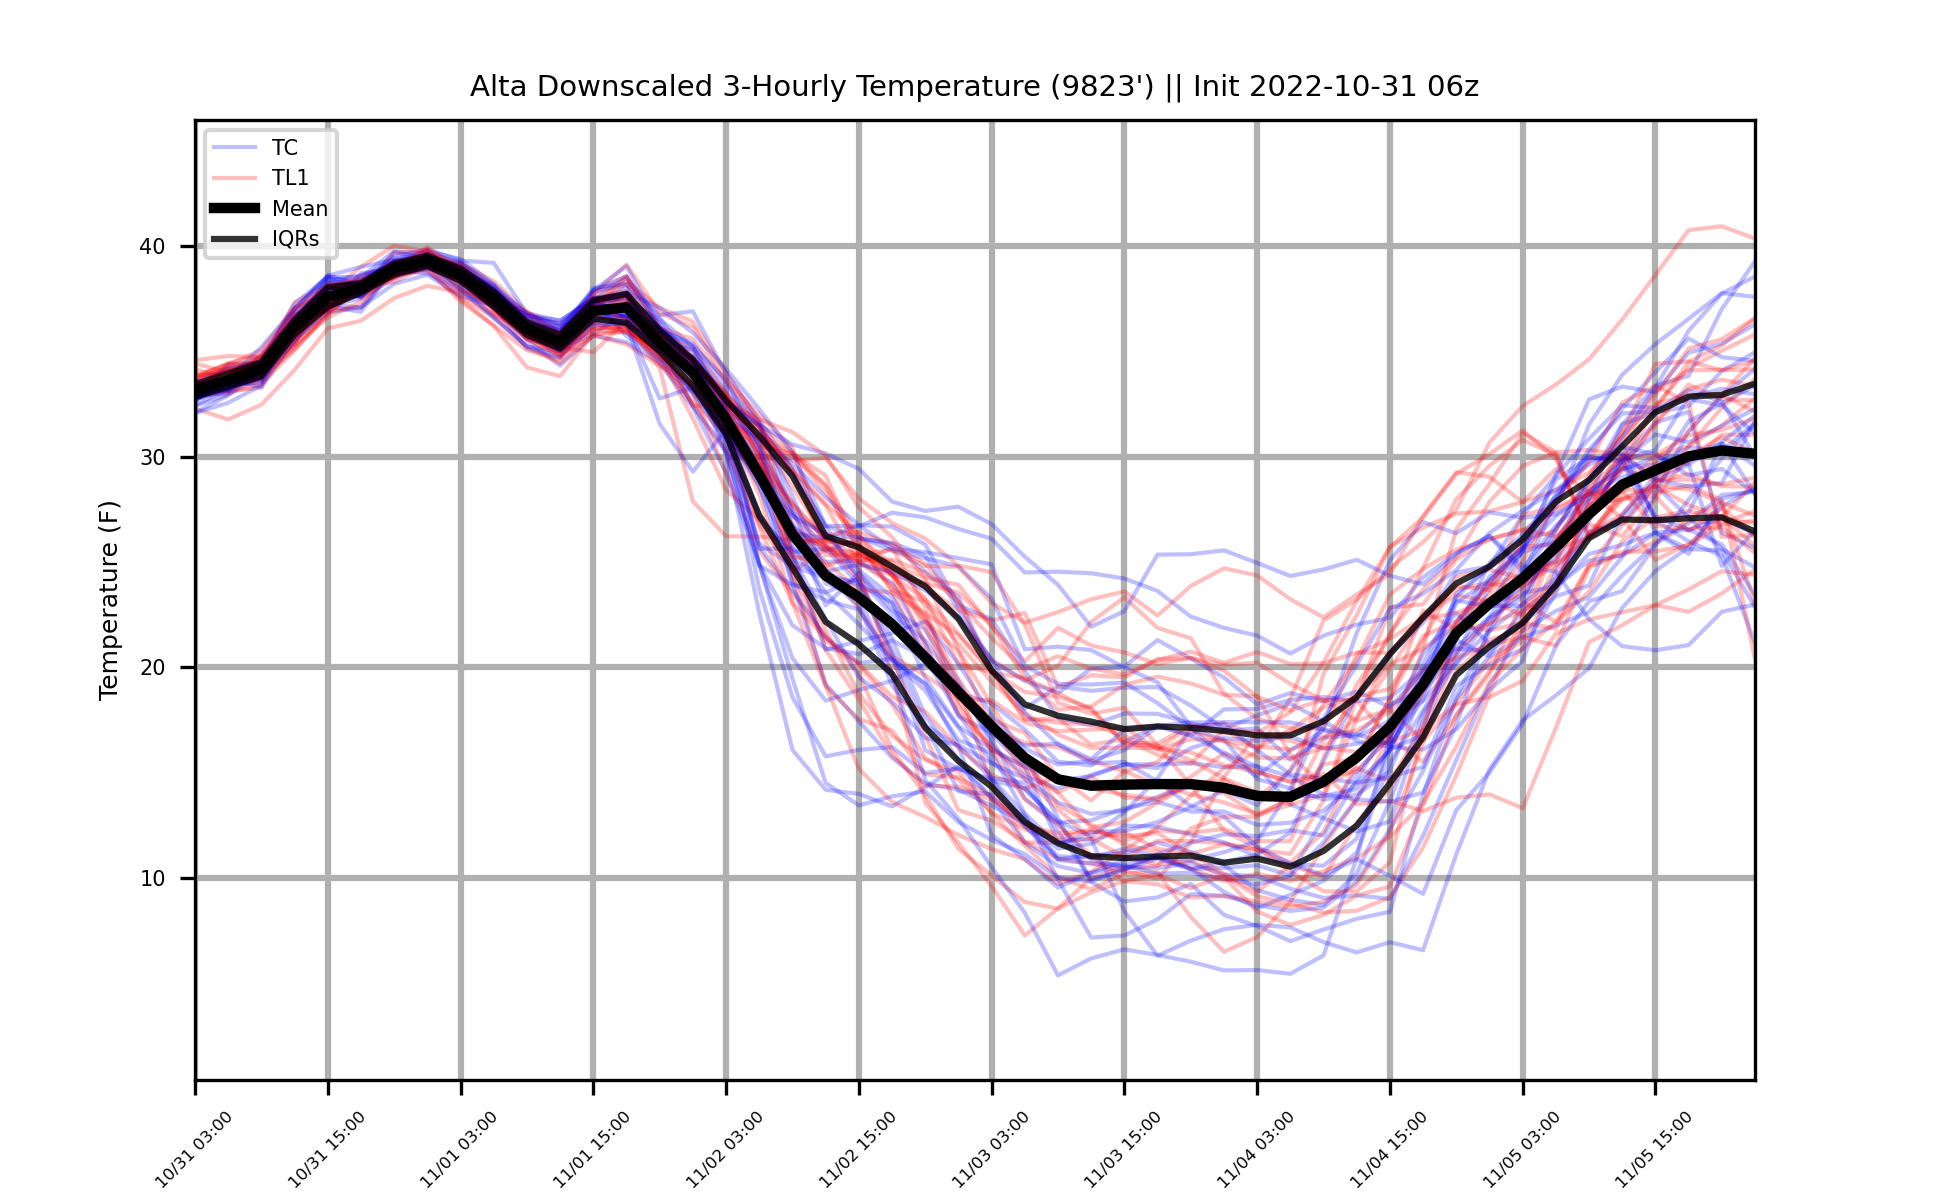 Alta Downscaled 3-Hourly Temperature (9823') || Init 2022-10-31 06z
TC
TL1
Mean
IQRs
Temperature (F)
40
30
20
10
10/31 03:00
10/31 15:00
11/01 03:00
11/01 15:00
11/02 03:00
11/02 15:00
11/03 03:00
11/03 15:00
11/04 03:00
11/04 15:00
11/05 03:00
11/05 15:00